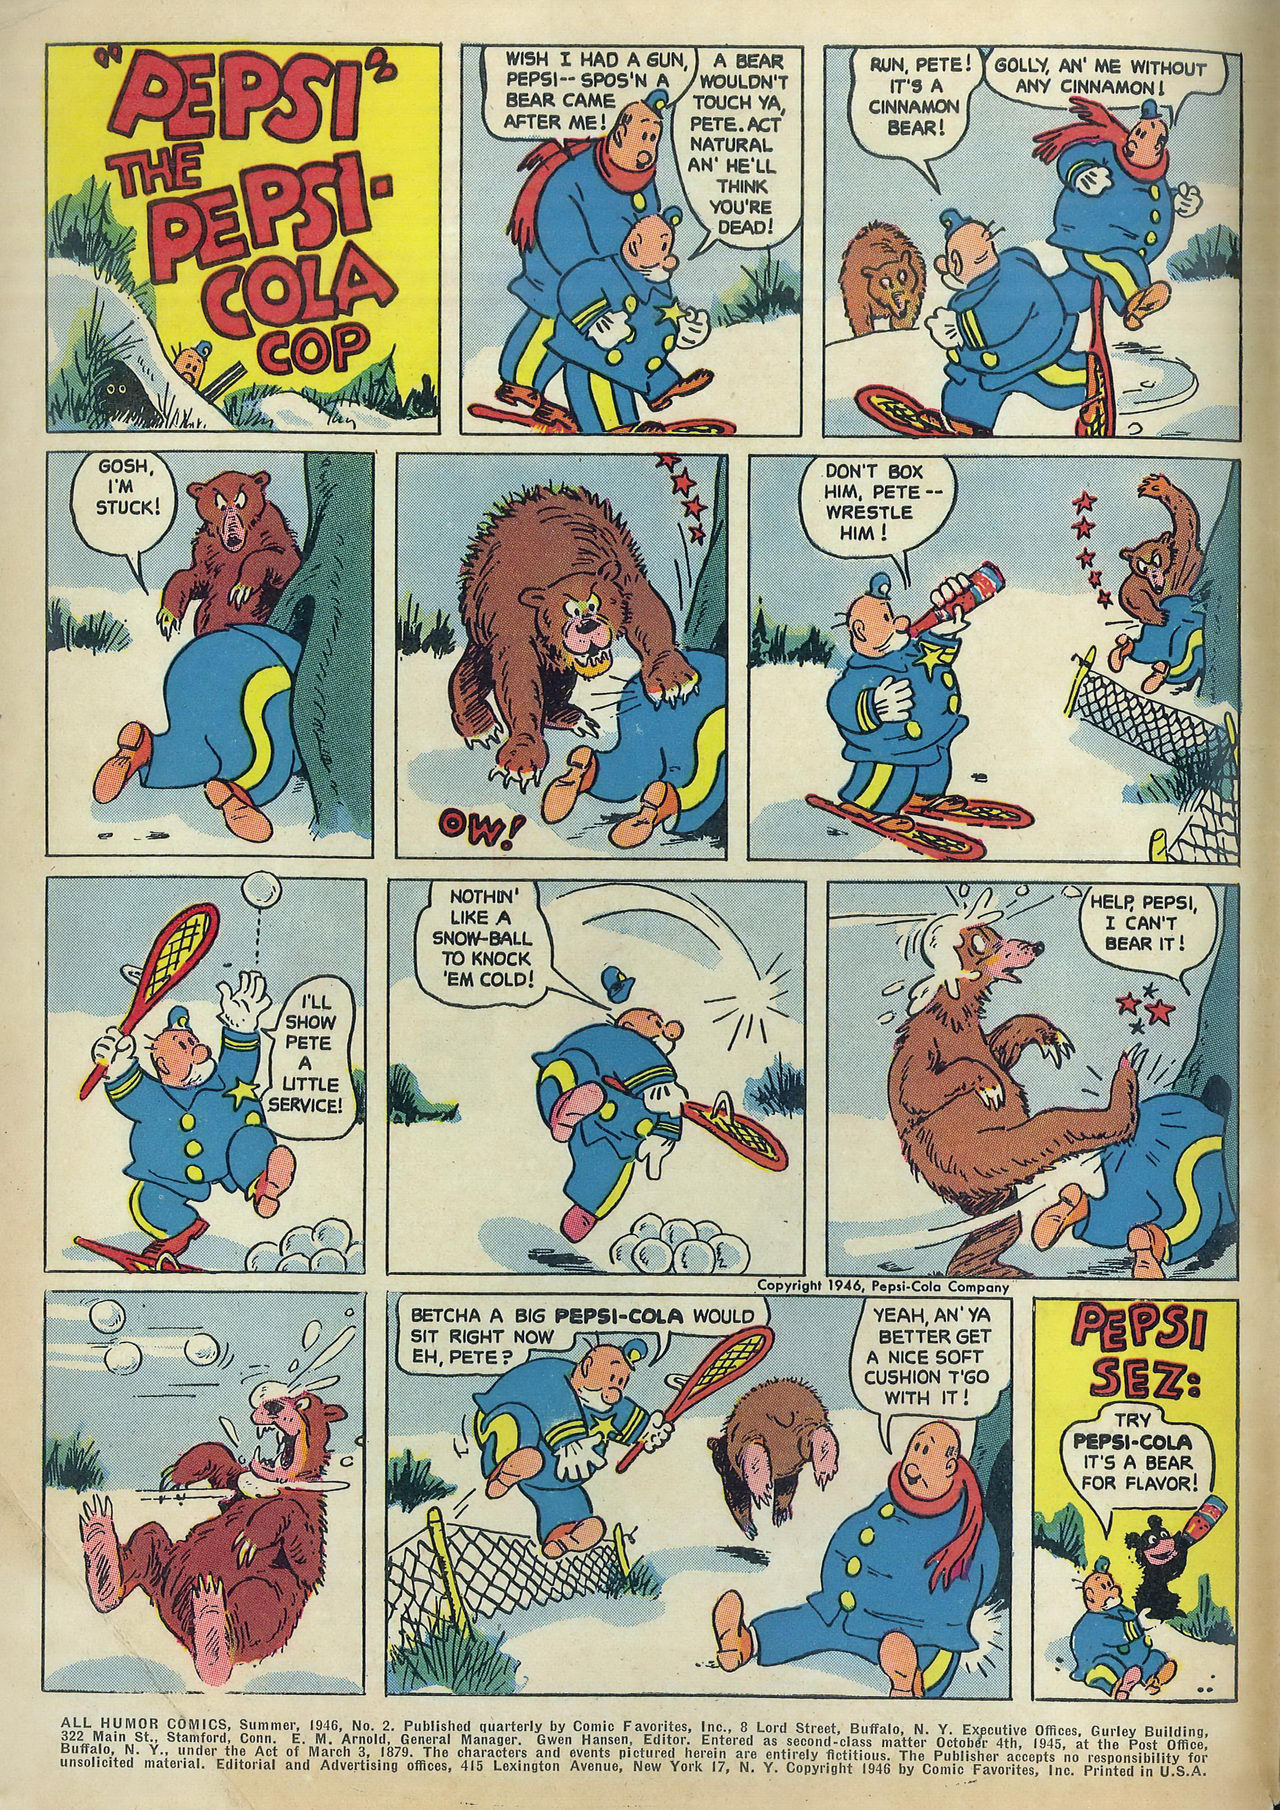 "PEPSI"
THE
PEPSI-
COLA
COP
WISH I HAD A GUN,
PEPSI-- SPOS'N A
BEAR CAME
AFTER ME!
A BEAR
WOULDN'T
TOUCH YA,
PETE. ACT
NATURAL
AN' HE'LL
THINK
YOU'RE
DEAD!
RUN, PETE!
IT'S A
CINNAMON
BEAR!
GOLLY, AN' ME WITHOUT
ANY CINNAMON!
GOSH,
I'M
STUCK!
OW!
DON'T BOX
HIM, PETE--
WRESTLE
HIM!
I'LL
SHOW
PETE
A
LITTLE
SERVICE!
NOTHIN'
LIKE A
SNOW-BALL
TO KNOCK
'EM COLD!
HELP, PEPSI,
I CAN'T
BEAR IT!
Copyright 1946, Pepsi-Cola Company
BETCHA A BIG PEPSI-COLA WOULD
SIT RIGHT NOW
EH, PETE?
YEAH, AN' YA
BETTER GET
A NICE SOFT
CUSHION T'GO
WITH IT!
PEPSI
SEZ:
TRY
PEPSI-COLA
IT'S A BEAR
FOR FLAVOR!
ALL HUMOR COMICS, Summer, 1946, No. 2. Published quarterly by Comic Favorites, Inc., 8 Lord Street, Buffalo, N. Y. Executive Offices, Gurley Building,
322 Main St., Stamford, Conn. E. M. Arnold, General Manager. Gwen Hansen, Editor. Entered as second-class matter October 4th, 1945, at the Post Office,
Buffalo, N. Y., under the Act of March 3, 1879. The characters and events pictured herein are entirely fictitious. The Publisher accepts no responsibility for
unsolicited material. Editorial and Advertising offices, 415 Lexington Avenue, New York 17, N. Y. Copyright 1946 by Comic Favorites, Inc. Printed in U.S.A.